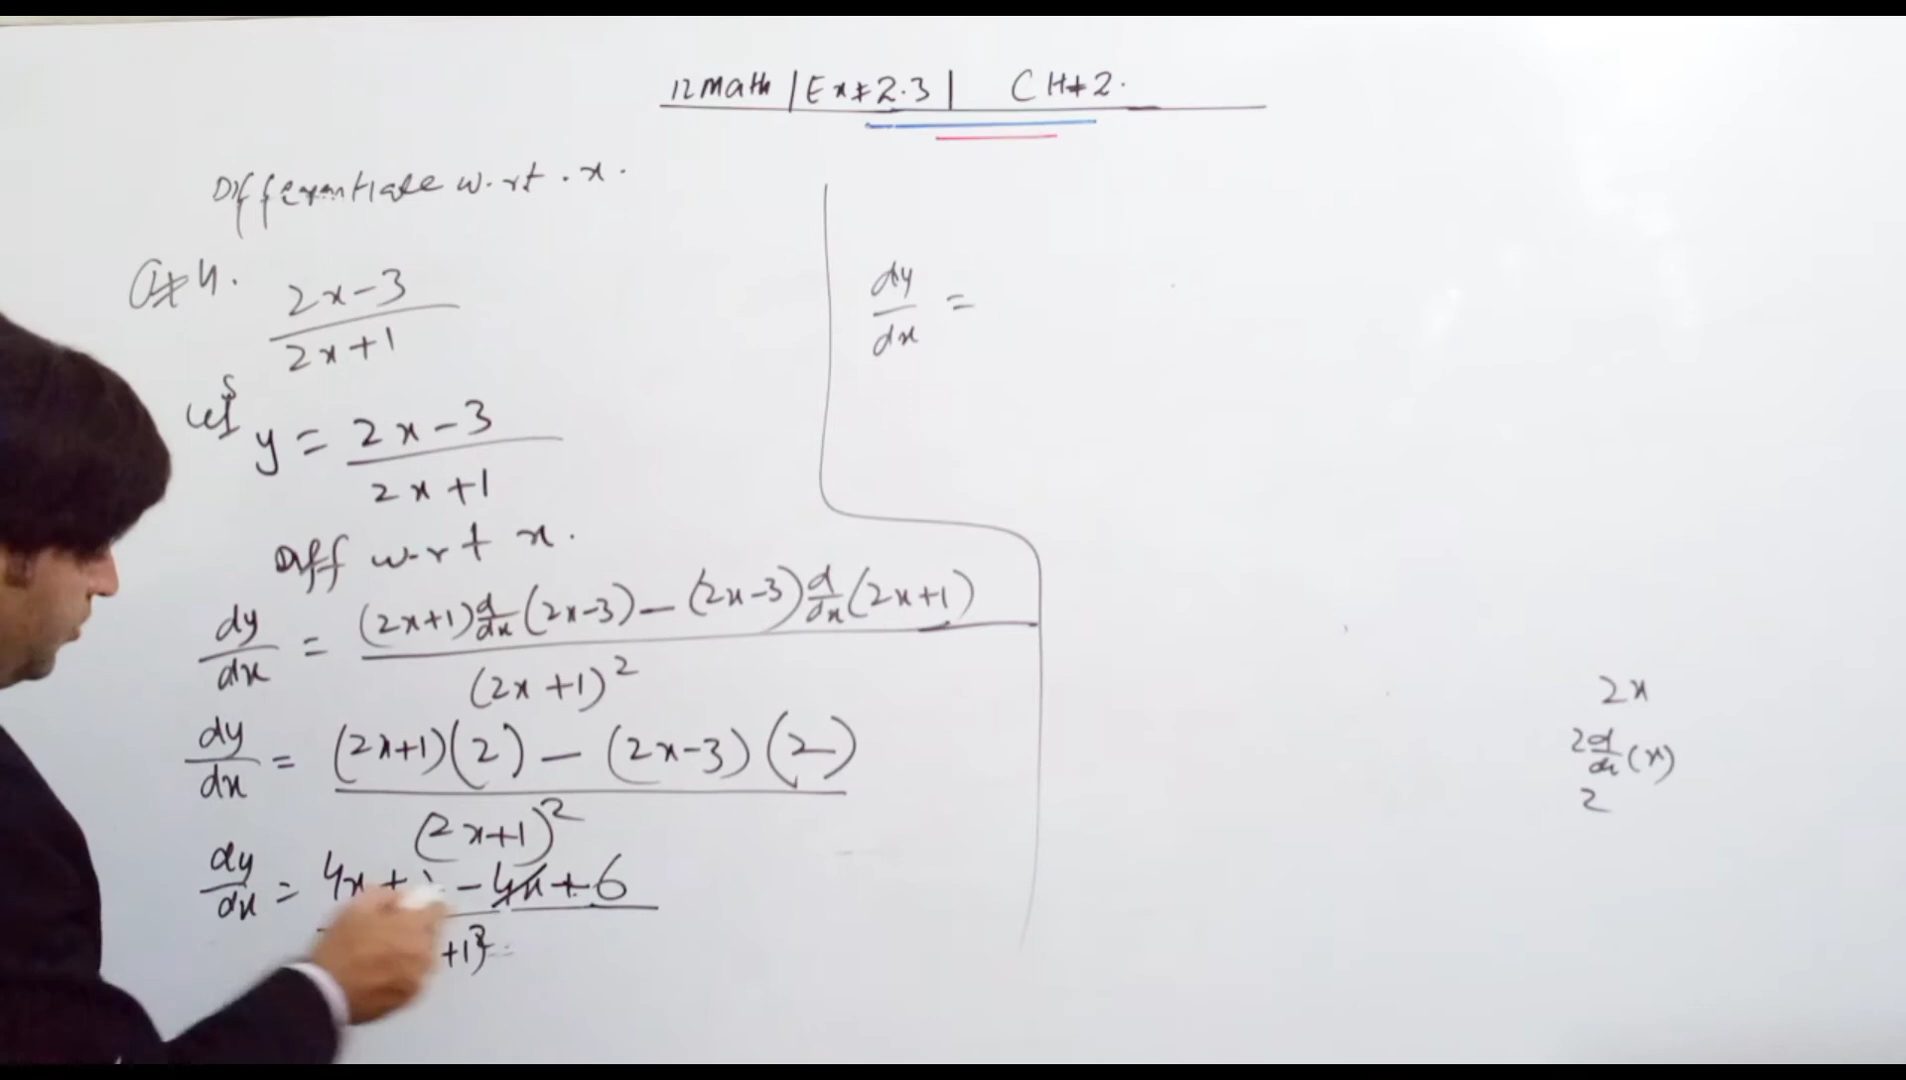 12 Math | Ex # 2.3 | CH # 2.
Differentiate w.r.t. x.
Q # 4.
2x-3
2x+1
let
y = 2x-3
2x+1
Diff w.r.t x.
dy/dx = (2x+1) d/dx (2x-3) - (2x-3) d/dx (2x+1)
(2x+1)²
dy/dx = (2x+1)(2) - (2x-3)(2)
(2x+1)²
dy/dx = 4x + - 4x + 6
+1)²
dy/dx =
2x
2 d/dx (x)
2